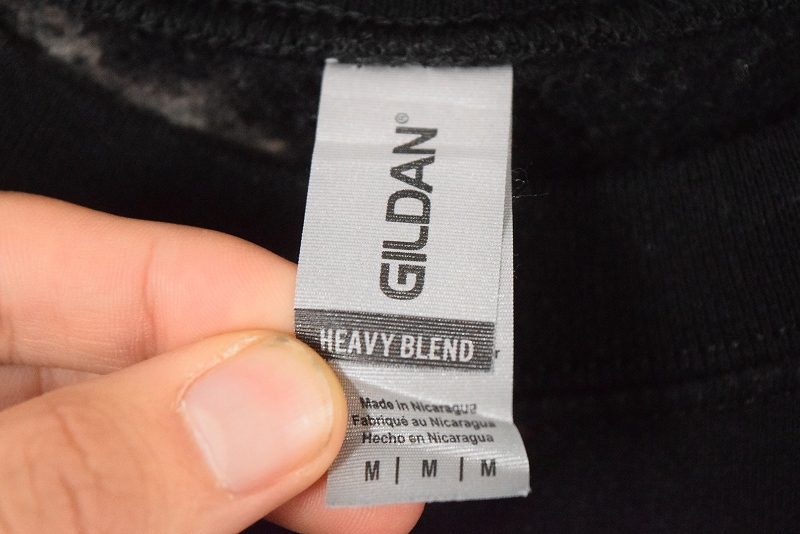 GILDAN®
HEAVY BLEND
Made in Nicaragua
Fabriqué au Nicaragua
Hecho en Nicaragua
M | M | M